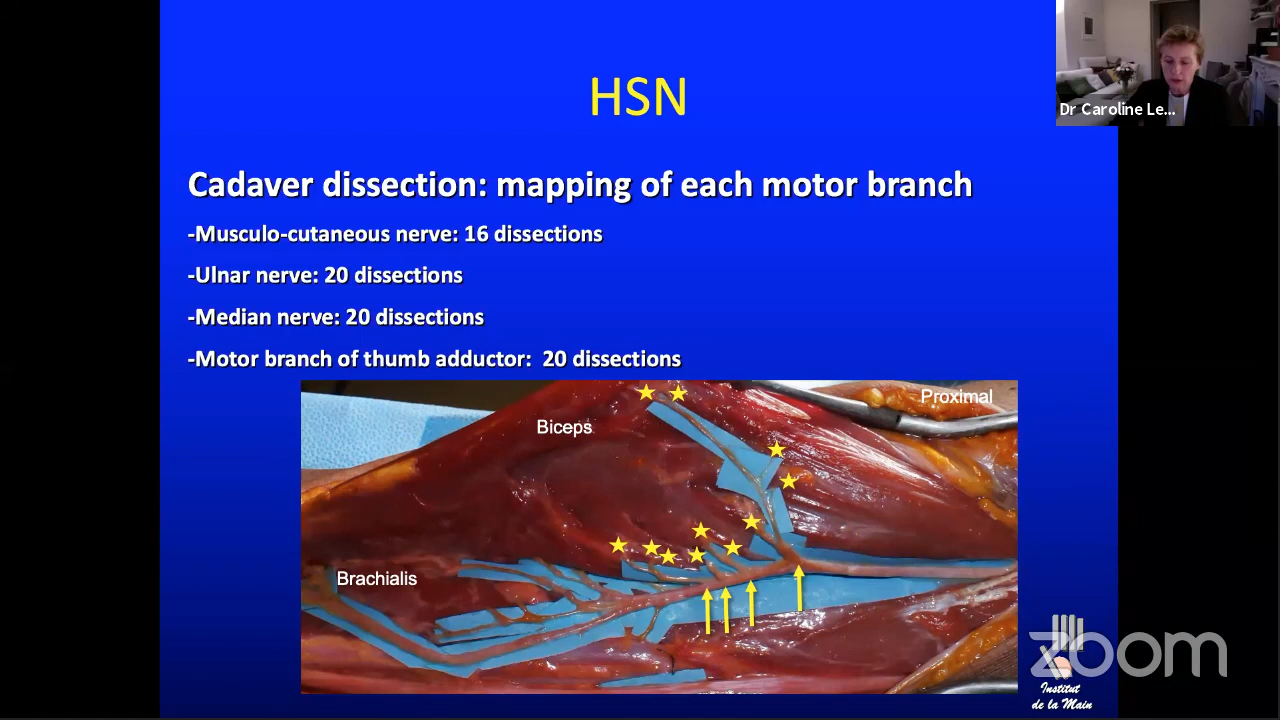 HSN
Dr Caroline Le...
Cadaver dissection: mapping of each motor branch
-Musculo-cutaneous nerve: 16 dissections
-Ulnar nerve: 20 dissections
-Median nerve: 20 dissections
-Motor branch of thumb adductor: 20 dissections
Proximal
Biceps
Brachialis
zoom
Institut
de la Main